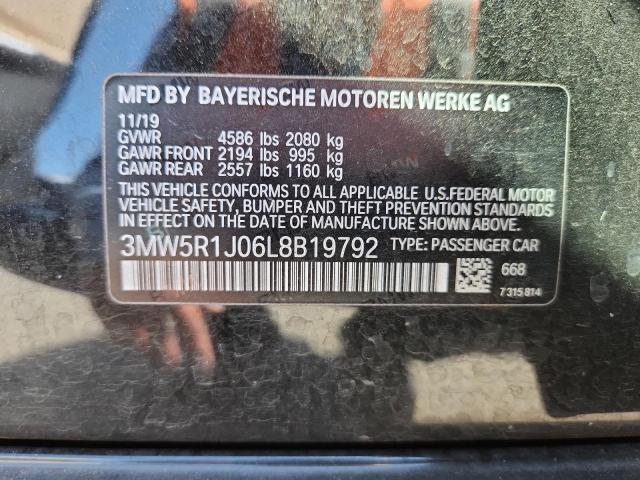 MFD BY BAYERISCHE MOTOREN WERKE AG
11/19
GVWR 4586 lbs 2080 kg
GAWR FRONT 2194 lbs 995 kg
GAWR REAR 2557 lbs 1160 kg
THIS VEHICLE CONFORMS TO ALL APPLICABLE U.S.FEDERAL MOTOR
VEHICLE SAFETY, BUMPER AND THEFT PREVENTION STANDARDS
IN EFFECT ON THE DATE OF MANUFACTURE SHOWN ABOVE.
3MW5R1J06L8B19792 TYPE: PASSENGER CAR
668
7 315 814